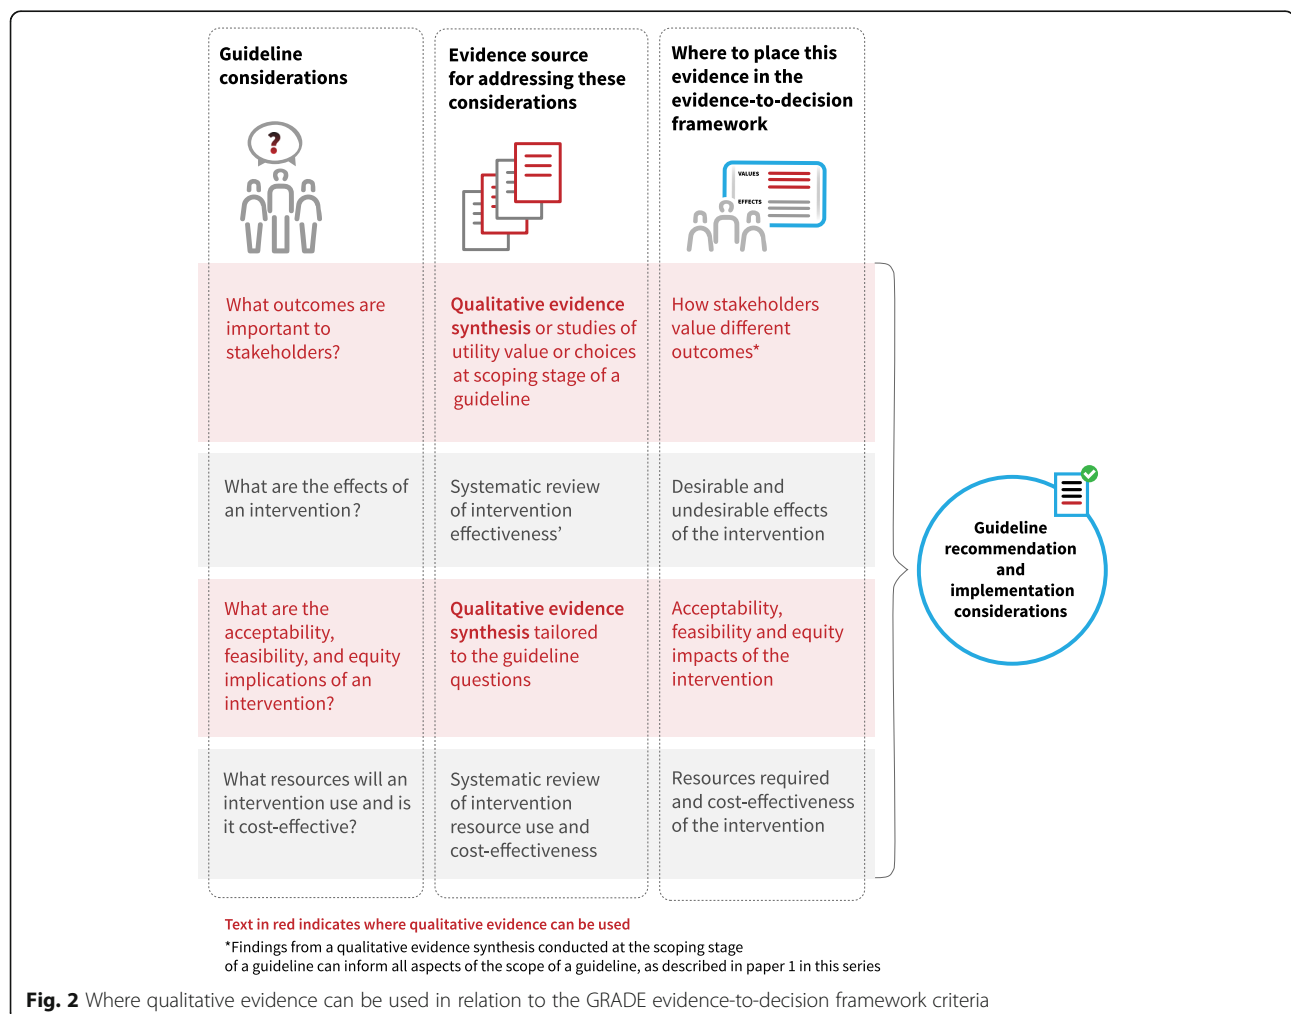 Guideline
considerations
Evidence source
for addressing these
considerations
Where to place this
evidence in the
evidence-to-decision
framework
?
VALUES
EFFECTS
What outcomes are
important to
stakeholders?
Qualitative evidence
synthesis or studies of
utility value or choices
at scoping stage of a
guideline
How stakeholders
value different
outcomes*
What are the effects of
an intervention?
Systematic review
of intervention
effectiveness’
Desirable and
undesirable effects
of the intervention
What are the
acceptability,
feasibility, and equity
implications of an
intervention?
Qualitative evidence
synthesis tailored
to the guideline
questions
Acceptability,
feasibility and equity
impacts of the
intervention
What resources will an
intervention use and is
it cost-effective?
Systematic review
of intervention
resource use and
cost-effectiveness
Resources required
and cost-effectiveness
of the intervention
Guideline
recommendation
and
implementation
considerations
Text in red indicates where qualitative evidence can be used
*Findings from a qualitative evidence synthesis conducted at the scoping stage
of a guideline can inform all aspects of the scope of a guideline, as described in paper 1 in this series
Fig. 2 Where qualitative evidence can be used in relation to the GRADE evidence-to-decision framework criteria